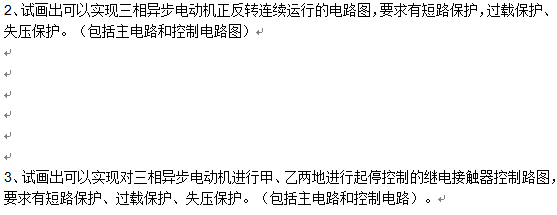 2、试画出可以实现三相异步电动机正反转连续运行的电路图，要求有短路保护，过载保护、
失压保护。（包括主电路和控制电路图）
3、试画出可以实现对三相异步电动机进行甲、乙两地进行起停控制的继电接触器控制路图，
要求有短路保护、过载保护、失压保护。（包括主电路和控制电路）。